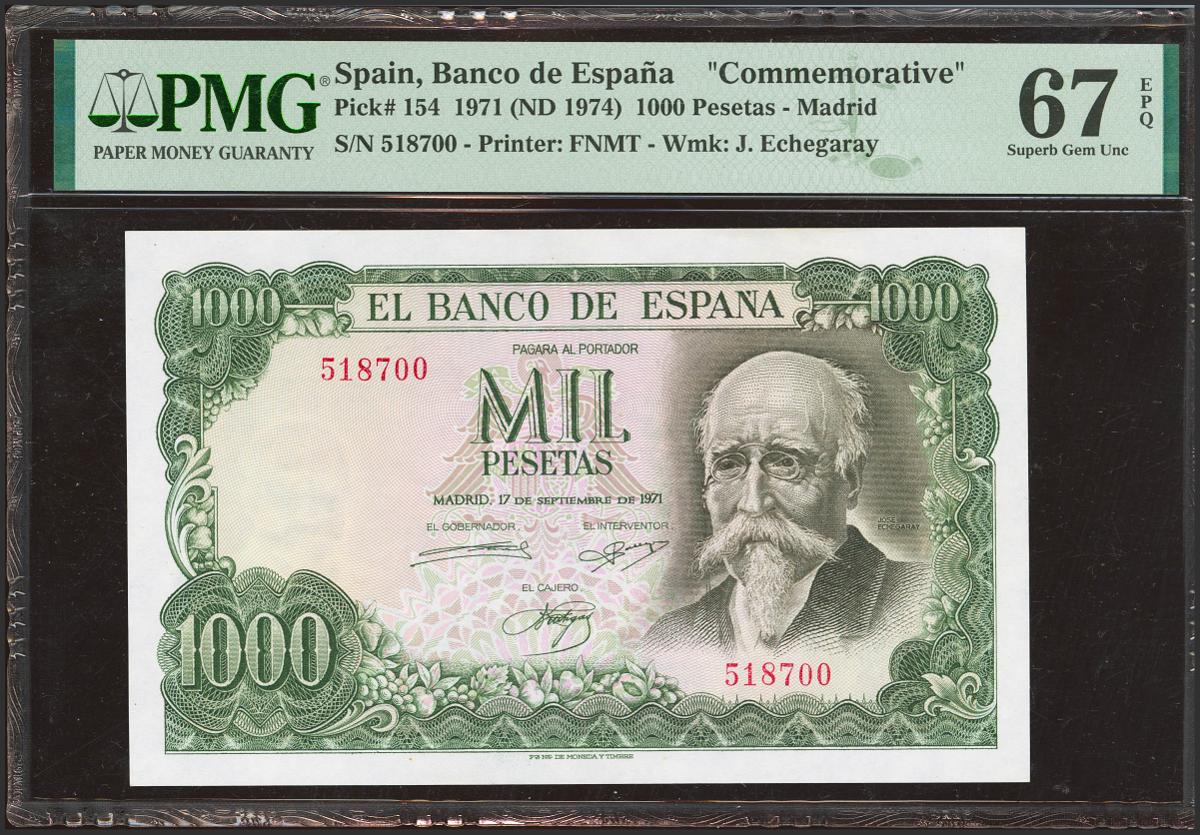 PMG®
PAPER MONEY GUARANTY
Spain, Banco de España "Commemorative"
Pick# 154 1971 (ND 1974) 1000 Pesetas - Madrid
S/N 518700 - Printer: FNMT - Wmk: J. Echegaray
67
EPQ
Superb Gem Unc
1000
EL BANCO DE ESPAÑA
1000
PAGARA AL PORTADOR
518700
MIL
PESETAS
MADRID, 17 DE SEPTIEMBRE DE 1971
EL GOBERNADOR,
EL INTERVENTOR,
JOSE
ECHEGARAY
EL CAJERO,
1000
518700
FCA NAL DE MONEDA Y TIMBRE